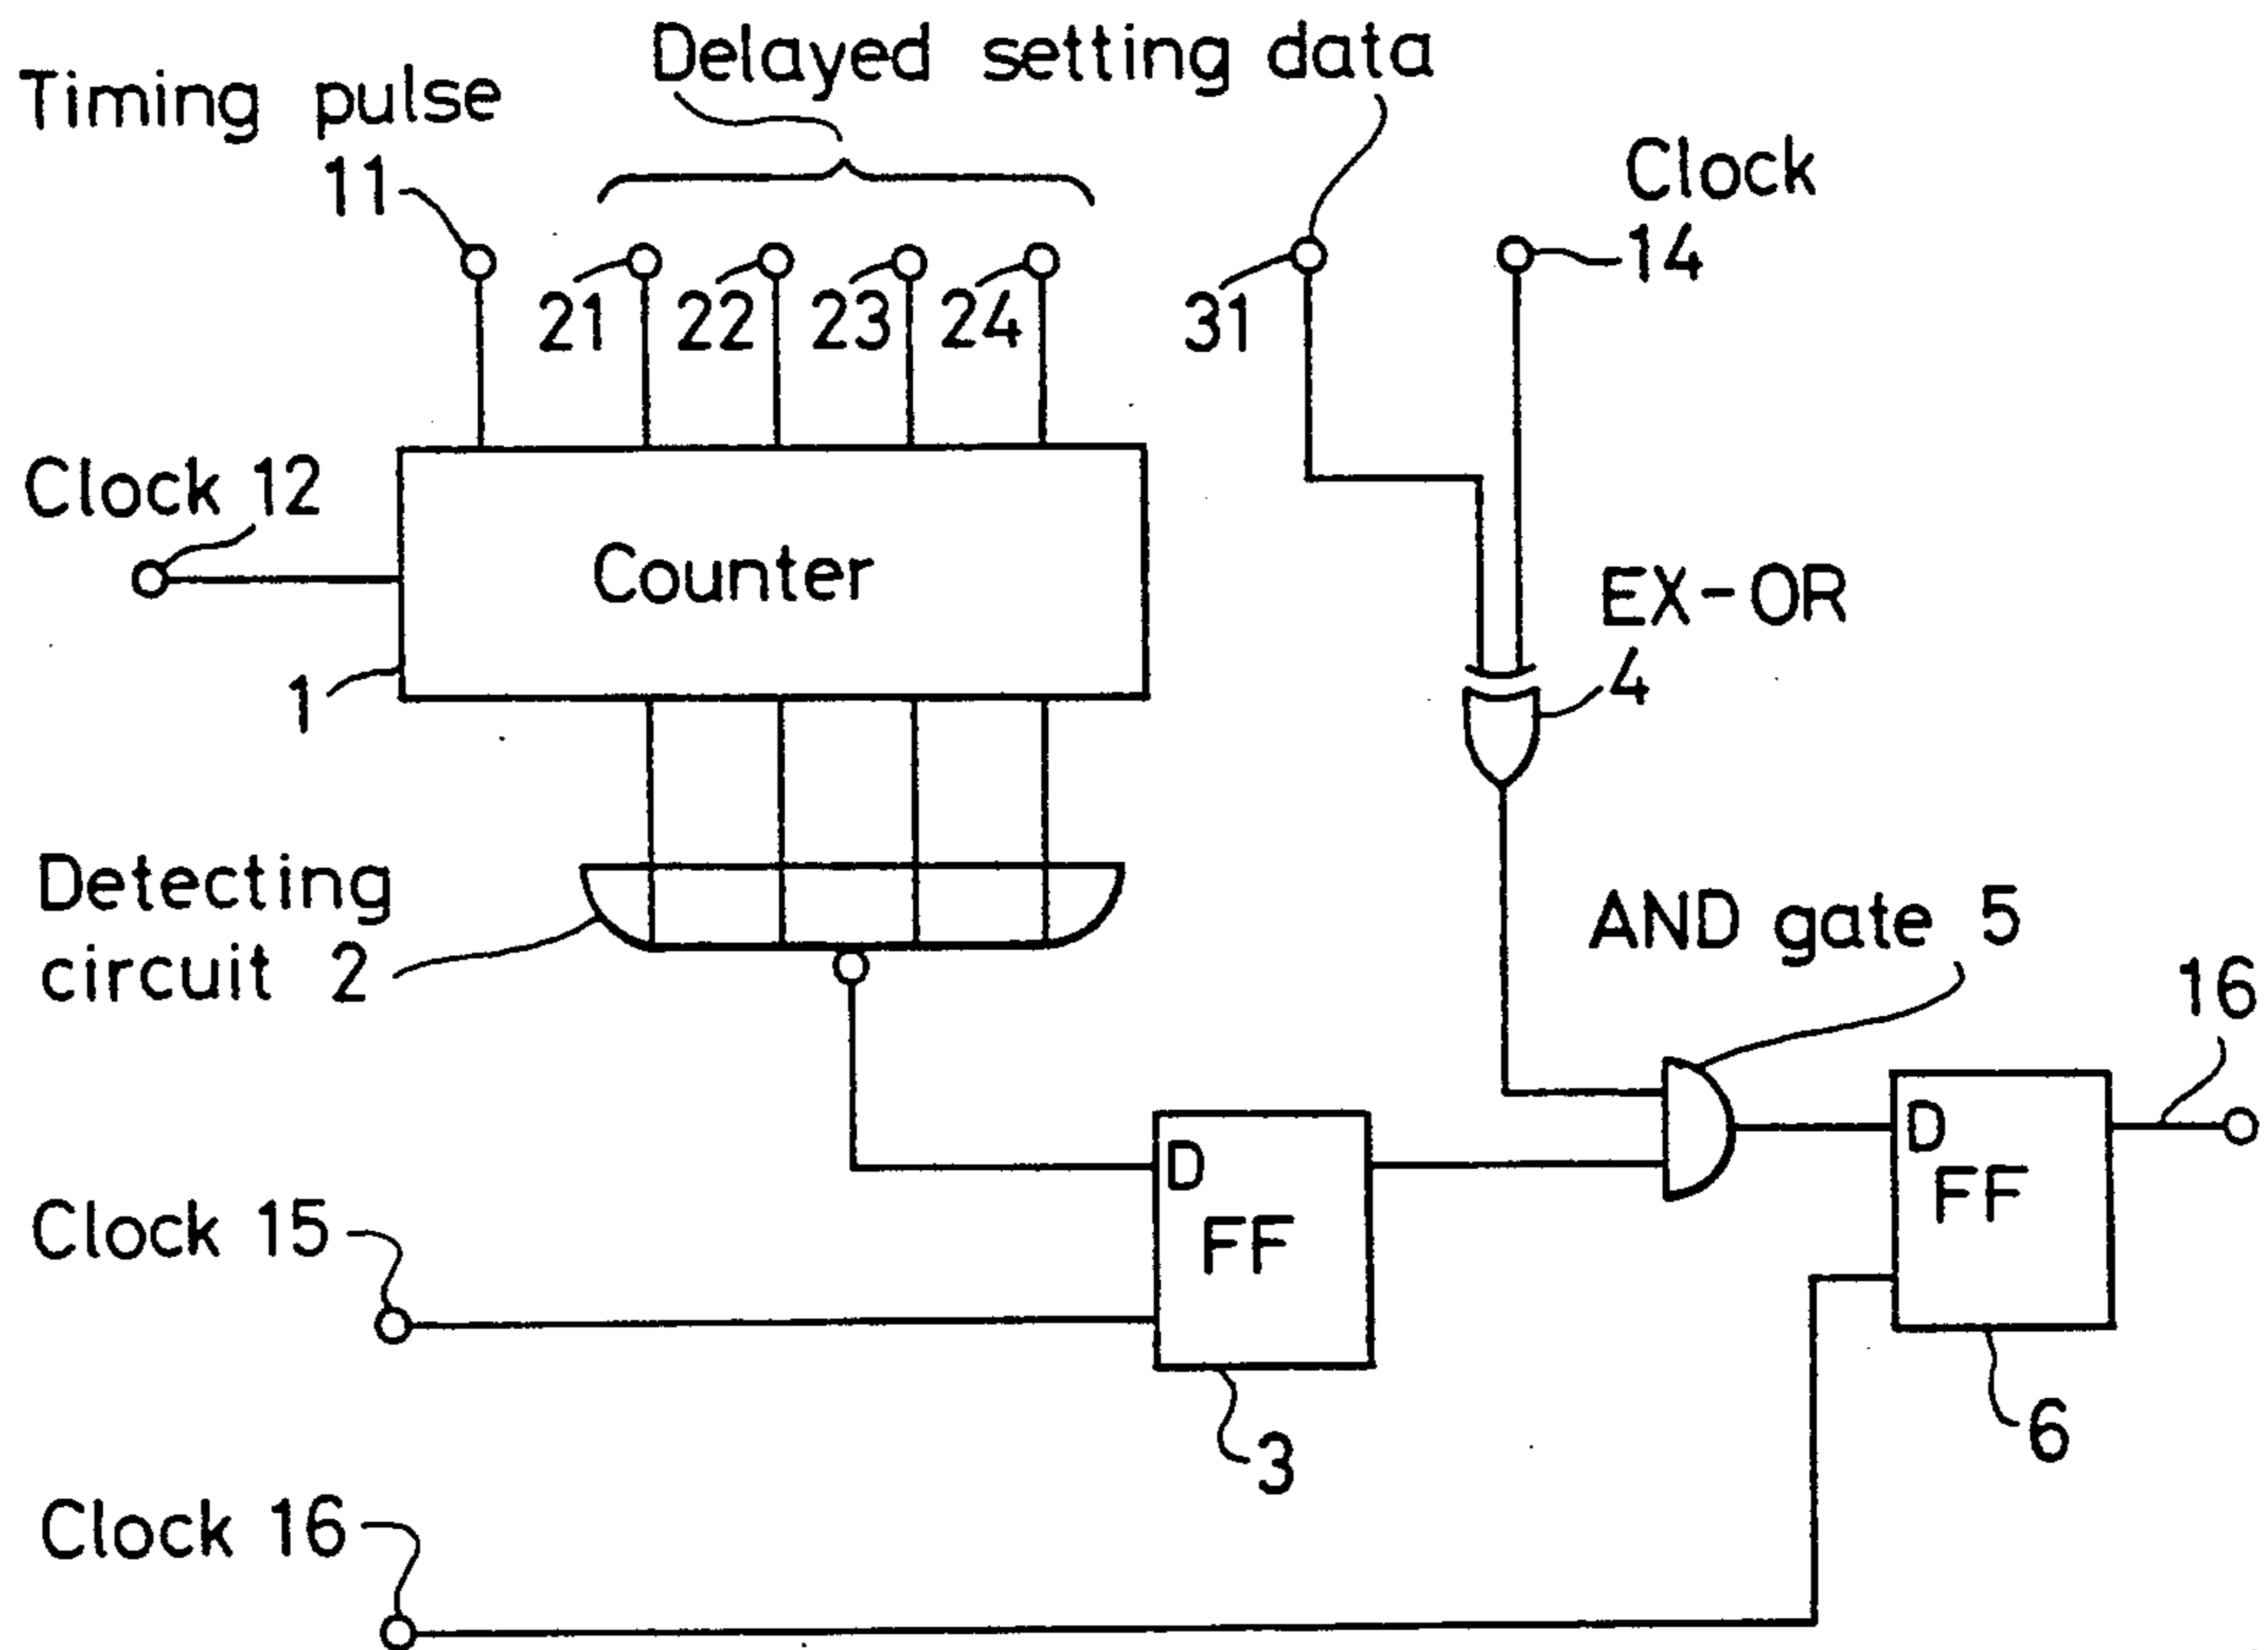 Delayed setting data
Timing pulse
11
Clock
14
21
22
23
24
31
Clock 12
Counter
EX-OR
1
4
Detecting
circuit 2
AND gate 5
16
D
FF
D
FF
Clock 15
3
6
Clock 16